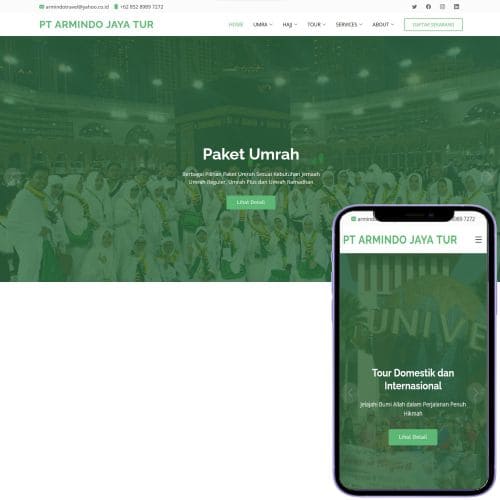 armindotravel@yahoo.co.id +62 852 8989 7272
PT ARMINDO JAYA TUR
HOME UMRA HAJI TOUR SERVICES ABOUT DAFTAR SEKARANG
Paket Umrah
Berbagai Pilihan Paket Umrah Sesuai Kebutuhan Jemaah
Umrah Reguler, Umrah Plus dan Umrah Ramadhan
Lihat Detail
armindo 8989 7272
PT ARMINDO JAYA TUR
UNIVE
Tour Domestik dan
Internasional
Jelajahi Bumi Allah dalam Perjalanan Penuh
Hikmah
Lihat Detail